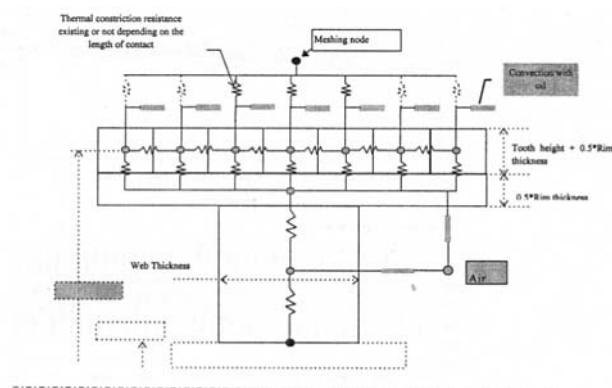 Thermal constriction resistance
existing or not depending on the
length of contact
Meshing node
Convection with
oil
Tooth height + 0.5*Rim
thickness
0.5*Rim thickness
Web Thickness
Air